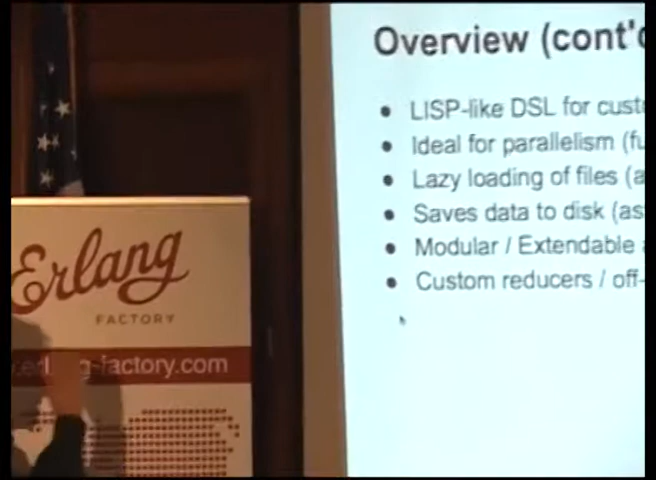 Overview (cont'd
LISP-like DSL for cust
Ideal for parallelism (fu
Lazy loading of files (a
Saves data to disk (as
Modular / Extendable
Custom reducers / off-
Erlang
FACTORY
g-factory.com